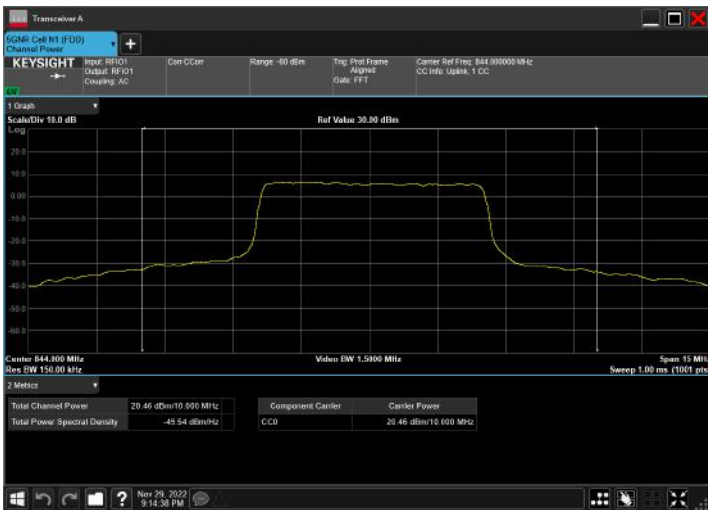 Transceiver A
5GNR Cell N1 (FDD)
Channel Power
KEYSIGHT
Input: RFIO1
Output: RFIO1
Coupling: AC
Corr CCorr
Range: -60 dBm
Trig: Prot Frame
Aligned
Gate: FFT
Carrier Ref Freq: 844.000000 MHz
CC Info: Uplink, 1 CC
1 Graph
Scale/Div 10.0 dB
Ref Value 30.00 dBm
Log
20.0
10.0
0.00
-10.0
-20.0
-30.0
-40.0
-50.0
-60.0
Center 844.000 MHz
Video BW 1.5000 MHz
Span 15 MHz
Res BW 150.00 kHz
Sweep 1.00 ms (1001 pts
2 Metrics
Total Channel Power 20.46 dBm/10.000 MHz
Total Power Spectral Density -49.54 dBm/Hz
Component Carrier Carrier Power
CC0 20.46 dBm/10.000 MHz
Nov 29, 2022
9:14:38 PM